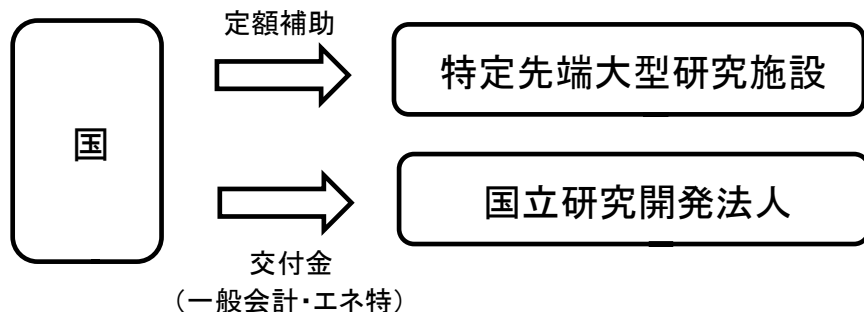 定額補助
特定先端大型研究施設
国
国立研究開発法人
交付金
（一般会計・エネ特）